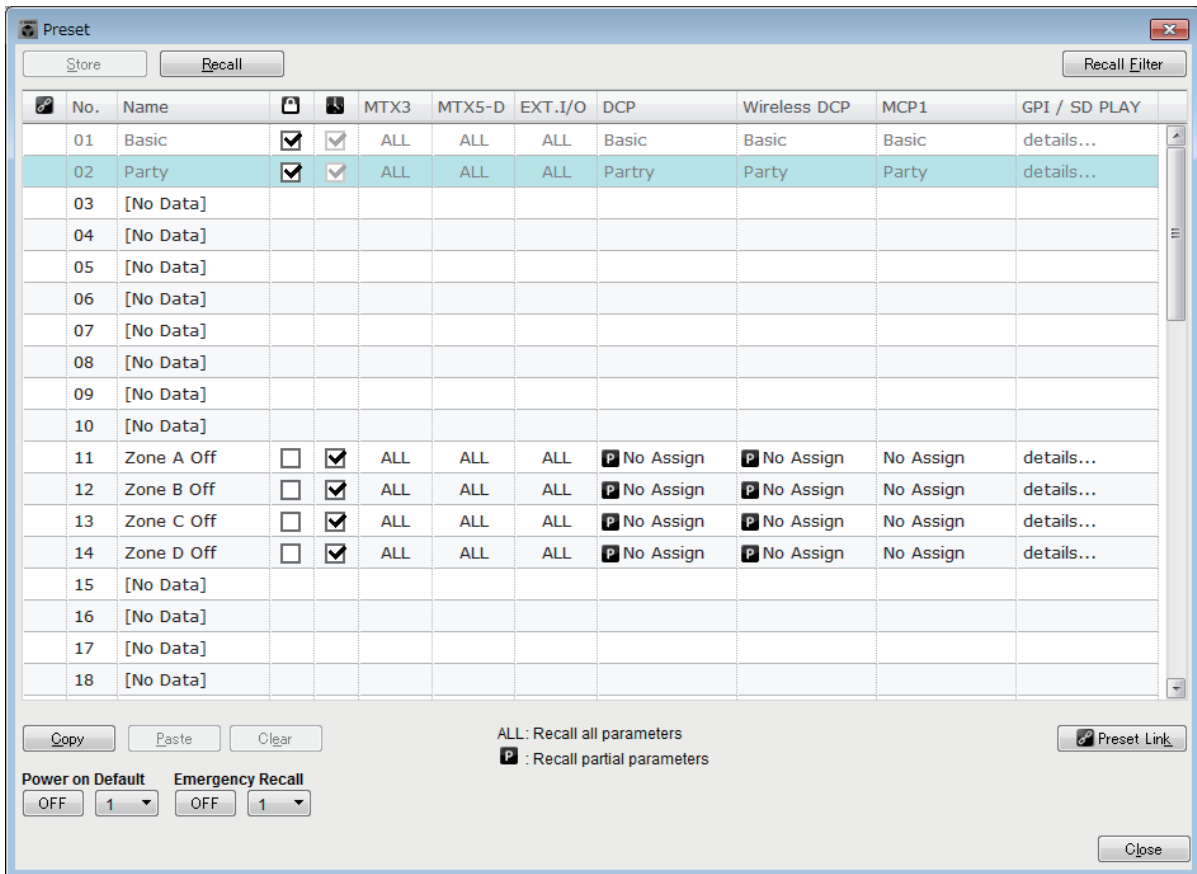 Preset
Store Recall Recall Filter
No. Name MTX3 MTX5-D EXT.I/O DCP Wireless DCP MCP1 GPI / SD PLAY
01 Basic ALL ALL ALL Basic Basic Basic details...
02 Party ALL ALL ALL Partry Party Party details...
03 [No Data]
04 [No Data]
05 [No Data]
06 [No Data]
07 [No Data]
08 [No Data]
09 [No Data]
10 [No Data]
11 Zone A Off ALL ALL ALL P No Assign P No Assign No Assign details...
12 Zone B Off ALL ALL ALL P No Assign P No Assign No Assign details...
13 Zone C Off ALL ALL ALL P No Assign P No Assign No Assign details...
14 Zone D Off ALL ALL ALL P No Assign P No Assign No Assign details...
15 [No Data]
16 [No Data]
17 [No Data]
18 [No Data]
Copy Paste Clear ALL: Recall all parameters Preset Link
P : Recall partial parameters
Power on Default Emergency Recall
OFF 1 OFF 1
Close